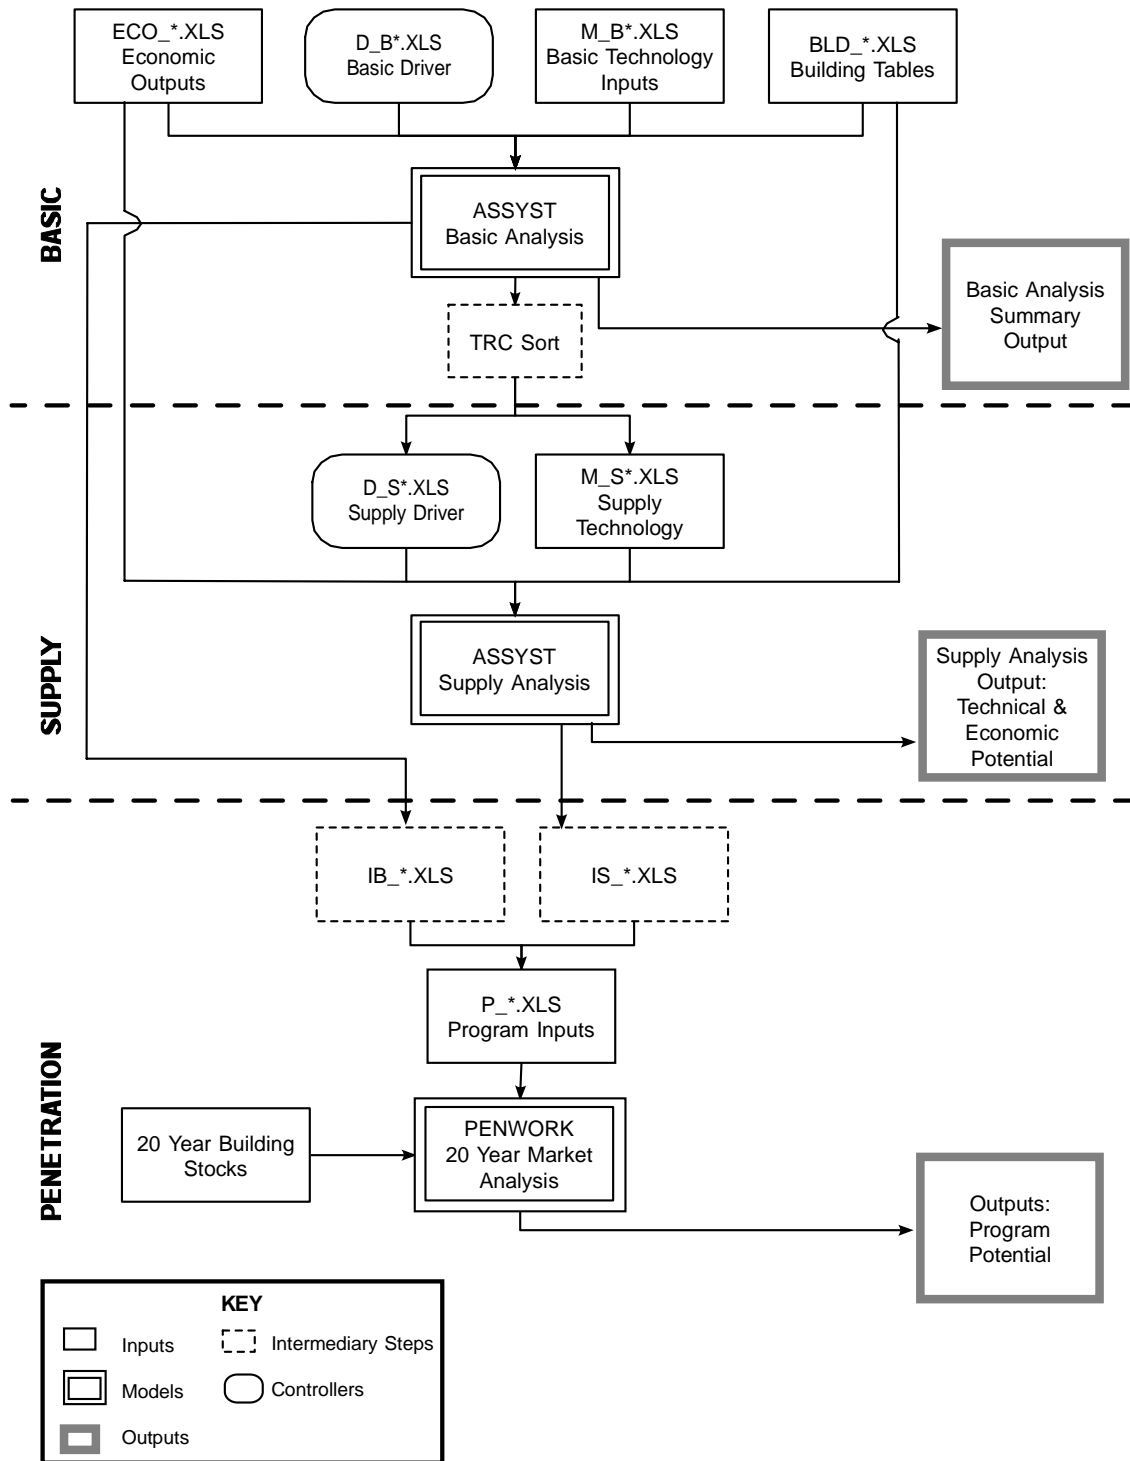 ECO_*.XLS
Economic
Outputs
D_B*.XLS
Basic Driver
M_B*.XLS
Basic Technology
Inputs
BLD_*.XLS
Building Tables
BASIC
ASSYST
Basic Analysis
Basic Analysis
Summary
Output
TRC Sort
D_S*.XLS
Supply Driver
M_S*.XLS
Supply
Technology
SUPPLY
ASSYST
Supply Analysis
Supply Analysis
Output:
Technical &
Economic
Potential
IB_*.XLS
IS_*.XLS
P_*.XLS
Program Inputs
PENETRATION
20 Year Building
Stocks
PENWORK
20 Year Market
Analysis
Outputs:
Program
Potential
KEY
Inputs
Intermediary Steps
Models
Controllers
Outputs